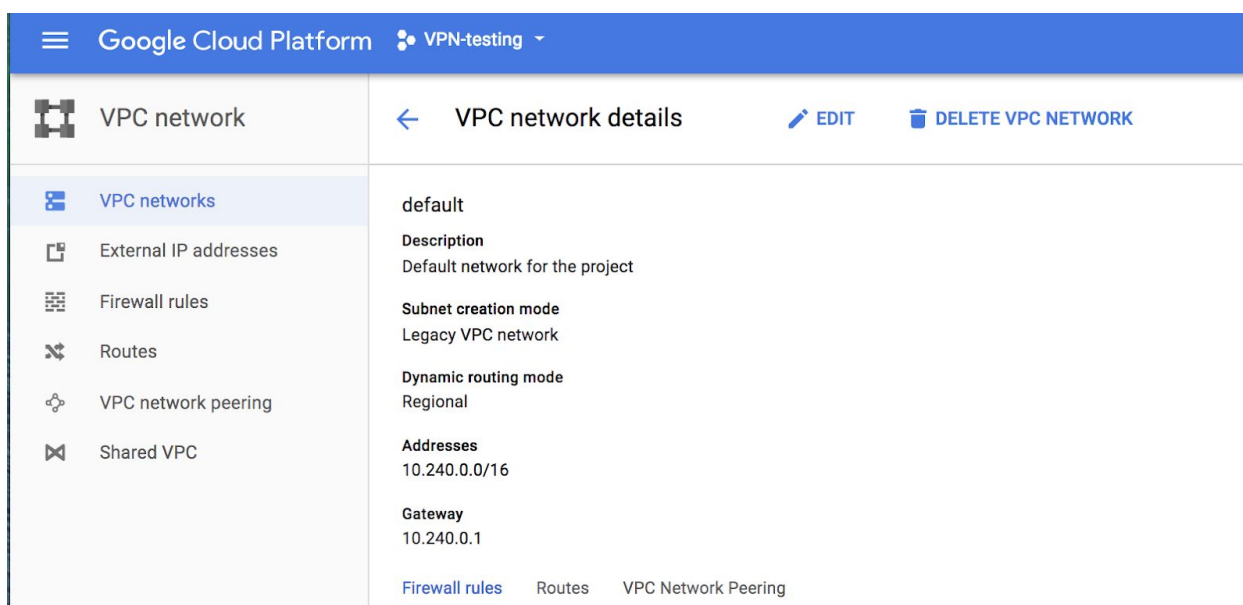 Google Cloud Platform VPN-testing
VPC network
VPC network details EDIT DELETE VPC NETWORK
VPC networks
External IP addresses
Firewall rules
Routes
VPC network peering
Shared VPC
default
Description
Default network for the project
Subnet creation mode
Legacy VPC network
Dynamic routing mode
Regional
Addresses
10.240.0.0/16
Gateway
10.240.0.1
Firewall rules Routes VPC Network Peering